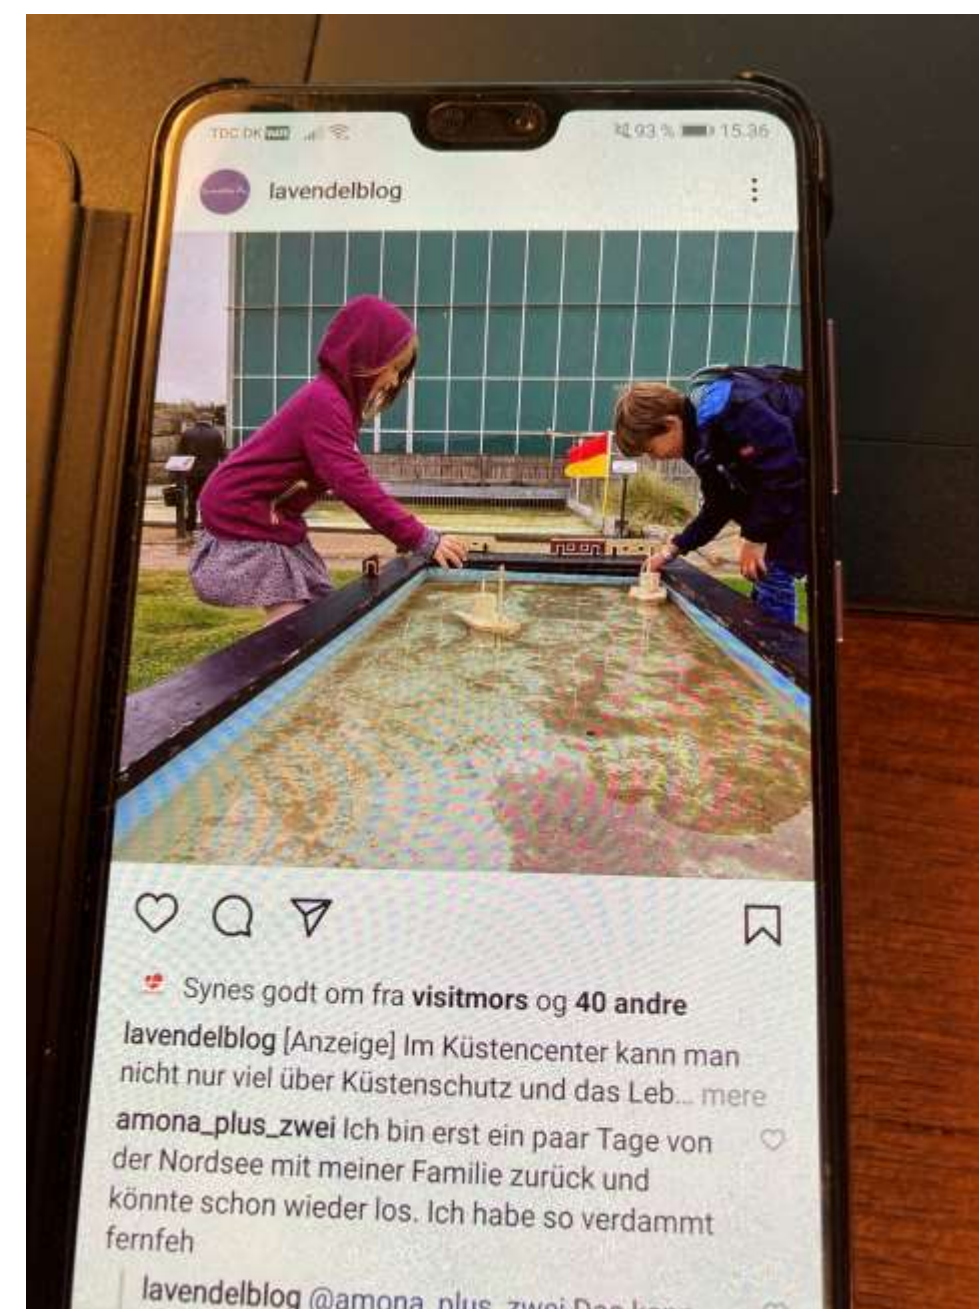 TDC DK
93 % 15.36
lavendelblog
Synes godt om fra visitmors og 40 andre
lavendelblog [Anzeige] Im Küstencenter kann man
nicht nur viel über Küstenschutz und das Leb... mere
amona_plus_zwei Ich bin erst ein paar Tage von
der Nordsee mit meiner Familie zurück und
könnte schon wieder los. Ich habe so verdammt
fernfeh
lavendelblog @amona_plus_zwei